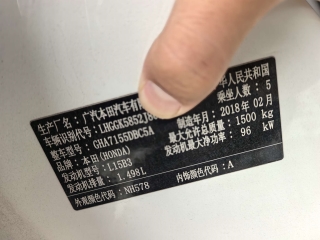 生产厂名：广汽本田汽车有 华人民共和国
车辆识别代号：LHGGK5852J8 乘坐人数：5
整车型号：GHA7155DBC5A 制造年月：2018年02月
品牌：本田(HONDA) 最大允许总质量：1500 kg
发动机型号：L15B3 发动机最大净功率：96 kW
发动机排量：1.498L
外观颜色代码：NH578 内饰颜色代码：A